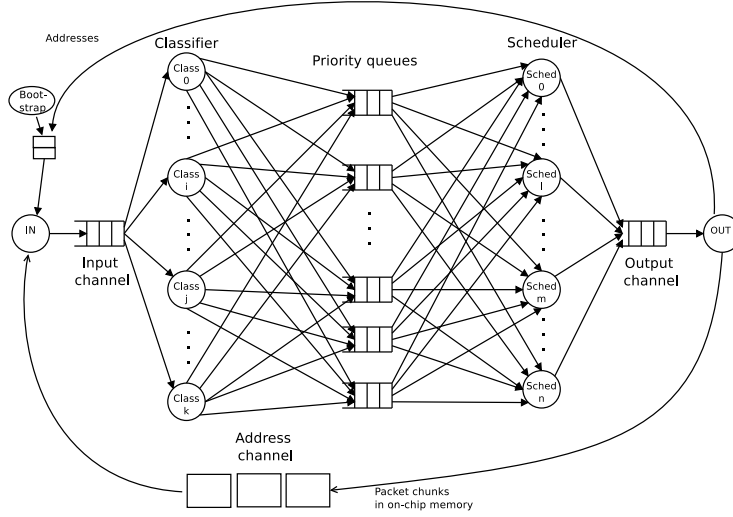 Addresses
Classifier
Priority queues
Scheduler
Boot-
strap
Class
0
Class
i
Class
j
Class
k
Sched
0
Sched
l
Sched
m
Sched
n
IN
Input
channel
Output
channel
OUT
Address
channel
Packet chunks
in on-chip memory